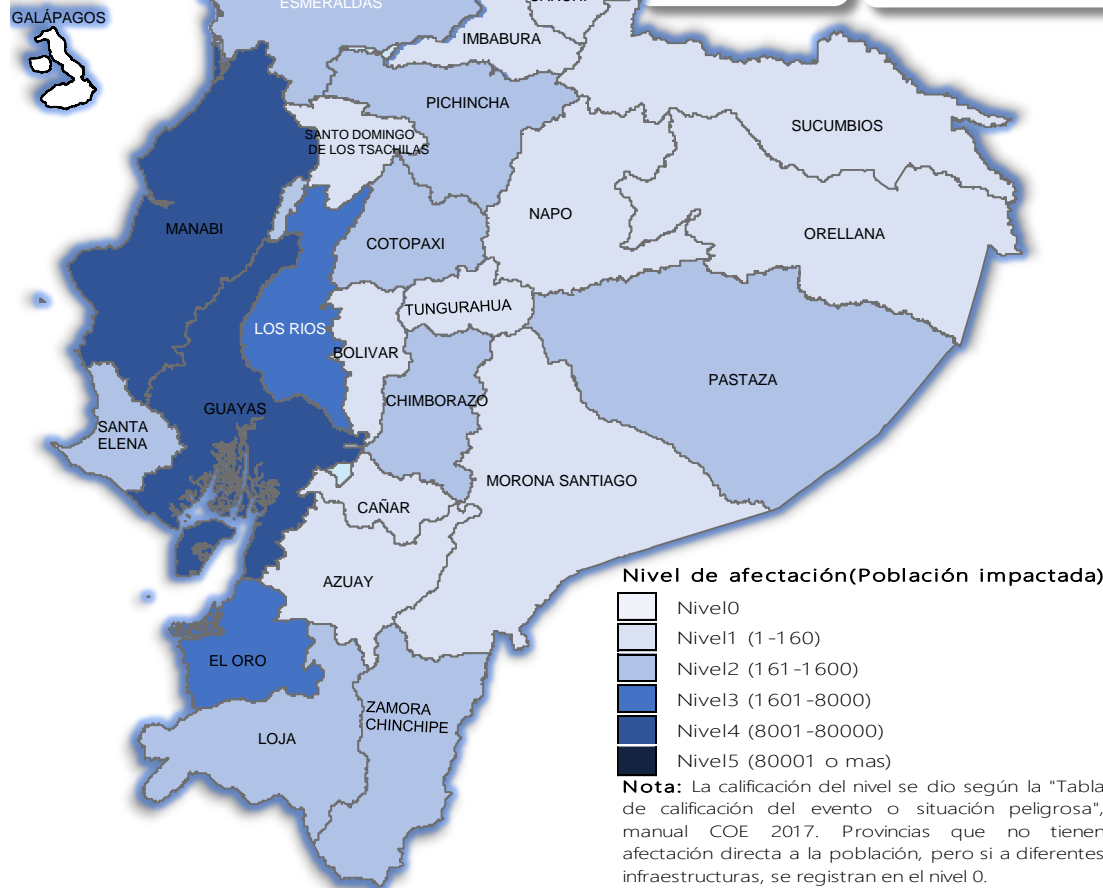 ESMERALDAS
GALÁPAGOS
IMBABURA
PICHINCHA
SUCUMBIOS
SANTO DOMINGO
DE LOS TSACHILAS
NAPO
MANABI
COTOPAXI
ORELLANA
TUNGURAHUA
LOS RIOS
BOLIVAR
PASTAZA
CHIMBORAZO
GUAYAS
SANTA
ELENA
MORONA SANTIAGO
CAÑAR
AZUAY
EL ORO
ZAMORA
CHINCHIPE
LOJA
Nivel de afectación(Población impactada)
Nivel0
Nivel1 (1-160)
Nivel2 (161-1600)
Nivel3 (1601-8000)
Nivel4 (8001-80000)
Nivel5 (80001 o mas)
Nota: La calificación del nivel se dio según la "Tabla
de calificación del evento o situación peligrosa",
manual COE 2017. Provincias que no tienen
afectación directa a la población, pero si a diferentes
infraestructuras, se registran en el nivel 0.